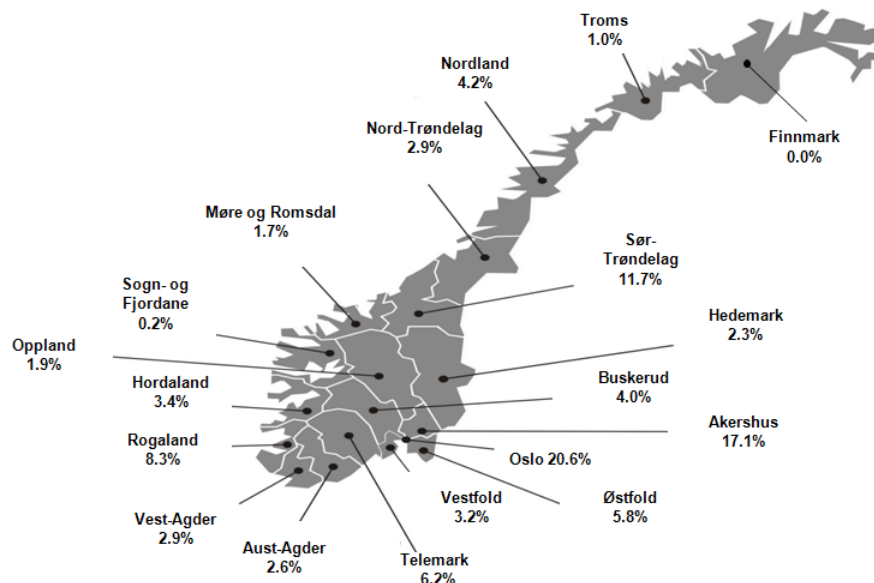 Troms
1.0%
Nordland
4.2%
Nord-Trøndelag
2.9%
Finnmark
0.0%
Møre og Romsdal
1.7%
Sør-
Trøndelag
11.7%
Sogn- og
Fjordane
0.2%
Hedemark
2.3%
Oppland
1.9%
Hordaland
3.4%
Buskerud
4.0%
Akershus
17.1%
Rogaland
8.3%
Oslo 20.6%
Vestfold
3.2%
Østfold
5.8%
Vest-Agder
2.9%
Aust-Agder
2.6%
Telemark
6.2%